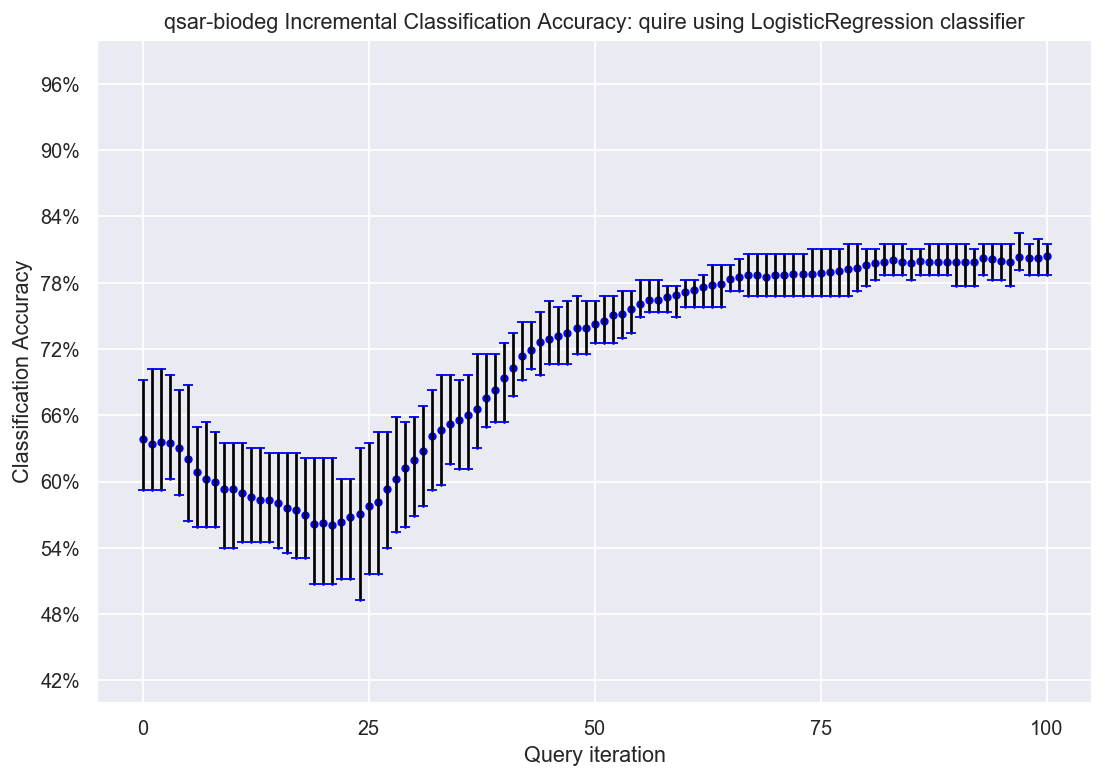 qsar-biodeg Incremental Classification Accuracy: quire using LogisticRegression classifier
96%
90%
84%
78%
72%
66%
60%
54%
48%
42%
Classification Accuracy
0 25 50 75 100
Query iteration